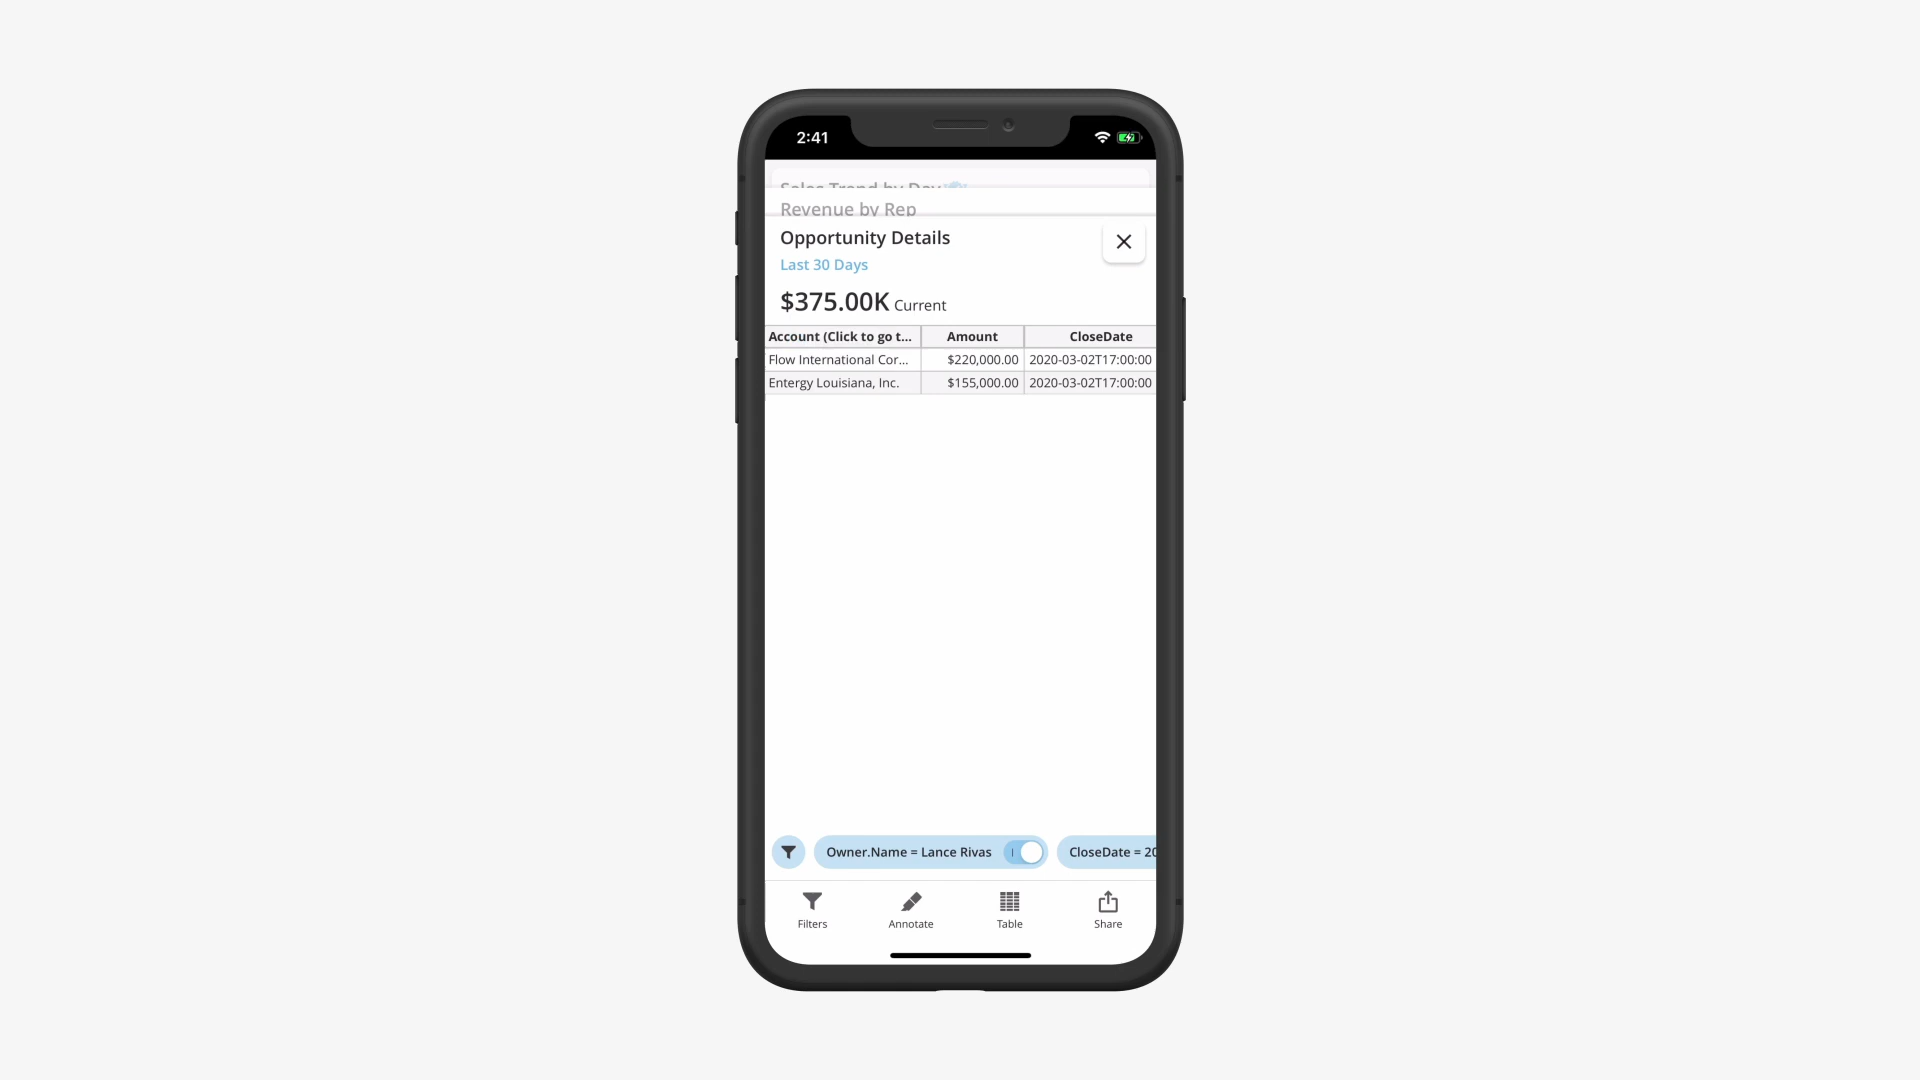 2:41
Sales Trend by Day
Revenue by Rep
Opportunity Details
Last 30 Days
$375.00K Current
Account (Click to go t... Amount CloseDate
Flow International Cor... $220,000.00 2020-03-02T17:00:00
Entergy Louisiana, Inc. $155,000.00 2020-03-02T17:00:00
Owner.Name = Lance Rivas CloseDate = 20
Filters Annotate Table Share